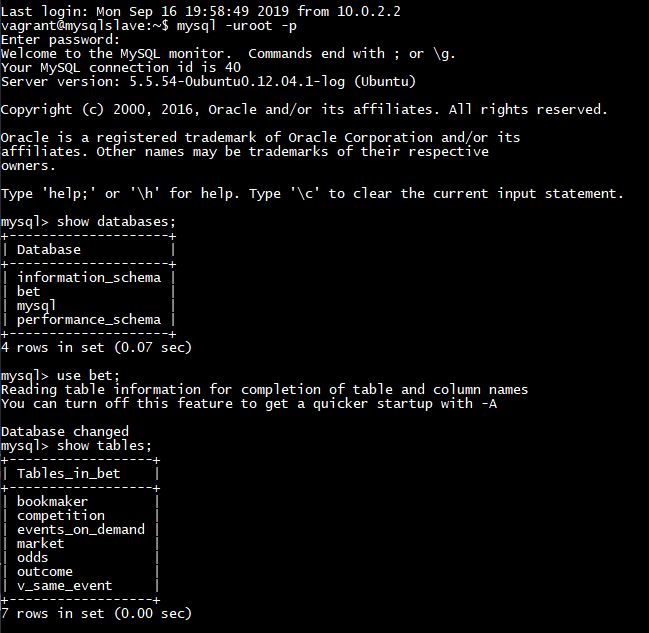 Last login: Mon Sep 16 19:58:49 2019 from 10.0.2.2
vagrant@mysqlslave:~$ mysql -uroot -p
Enter password:
Welcome to the MySQL monitor.  Commands end with ; or \g.
Your MySQL connection id is 40
Server version: 5.5.54-0ubuntu0.12.04.1-log (Ubuntu)

Copyright (c) 2000, 2016, Oracle and/or its affiliates. All rights reserved.

Oracle is a registered trademark of Oracle Corporation and/or its
affiliates. Other names may be trademarks of their respective
owners.

Type 'help;' or '\h' for help. Type '\c' to clear the current input statement.

mysql> show databases;
+--------------------+
| Database           |
+--------------------+
| information_schema |
| bet                |
| mysql              |
| performance_schema |
+--------------------+
4 rows in set (0.07 sec)

mysql> use bet;
Reading table information for completion of table and column names
You can turn off this feature to get a quicker startup with -A

Database changed
mysql> show tables;
+------------------+
| Tables_in_bet    |
+------------------+
| bookmaker        |
| competition      |
| events_on_demand |
| market           |
| odds             |
| outcome          |
| v_same_event     |
+------------------+
7 rows in set (0.00 sec)